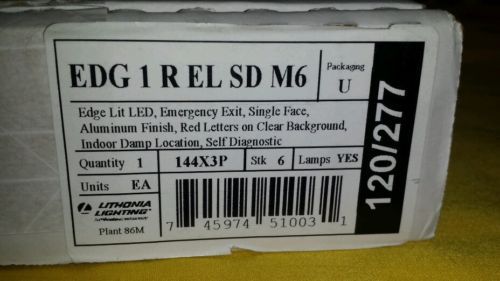 EDG 1 R EL SD M6
Packaging
U
Edge Lit LED, Emergency Exit, Single Face,
Aluminum Finish, Red Letters on Clear Background,
Indoor Damp Location, Self Diagnostic
Quantity 1 144X3P Stk 6 Lamps YES
Units EA
LITHONIA
LIGHTING
Plant 86M
7 45974 51003 1
120/277